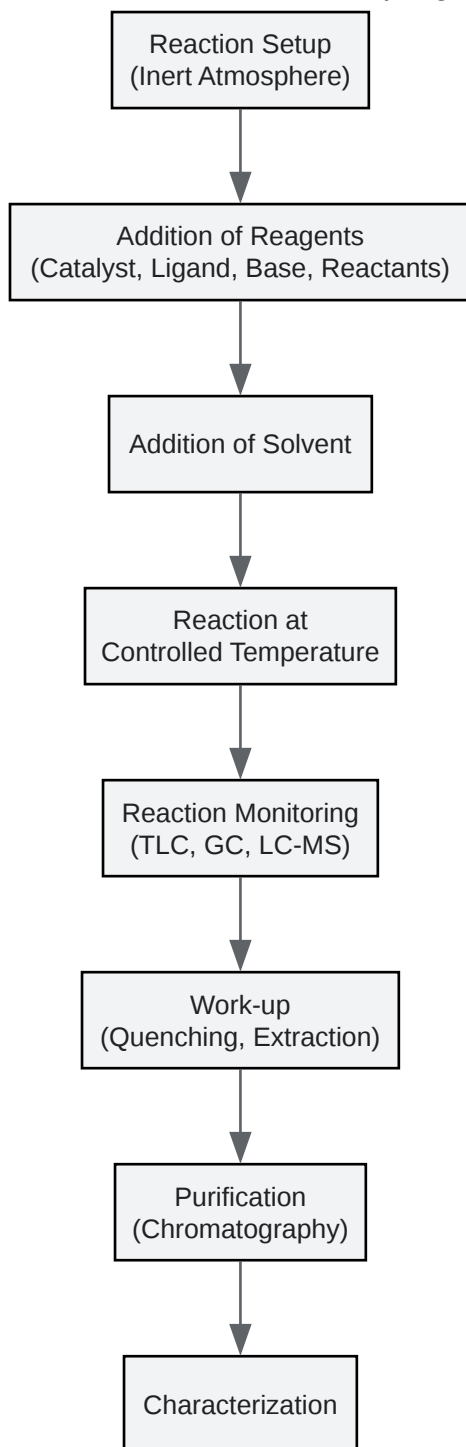 Reaction Setup
(Inert Atmosphere)
Addition of Reagents
(Catalyst, Ligand, Base, Reactants)
Addition of Solvent
Reaction at
Controlled Temperature
Reaction Monitoring
(TLC, GC, LC-MS)
Work-up
(Quenching, Extraction)
Purification
(Chromatography)
Characterization